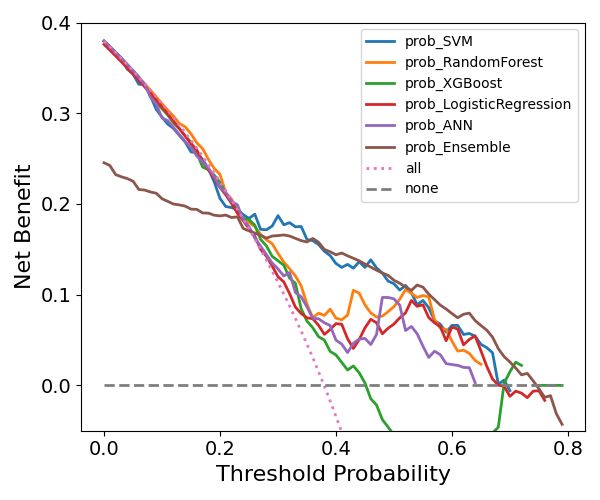 0.4
0.3
0.2
0.1
0.0
Net Benefit
prob_SVM
prob_RandomForest
prob_XGBoost
prob_LogisticRegression
prob_ANN
prob_Ensemble
all
none
0.0 0.2 0.4 0.6 0.8
Threshold Probability